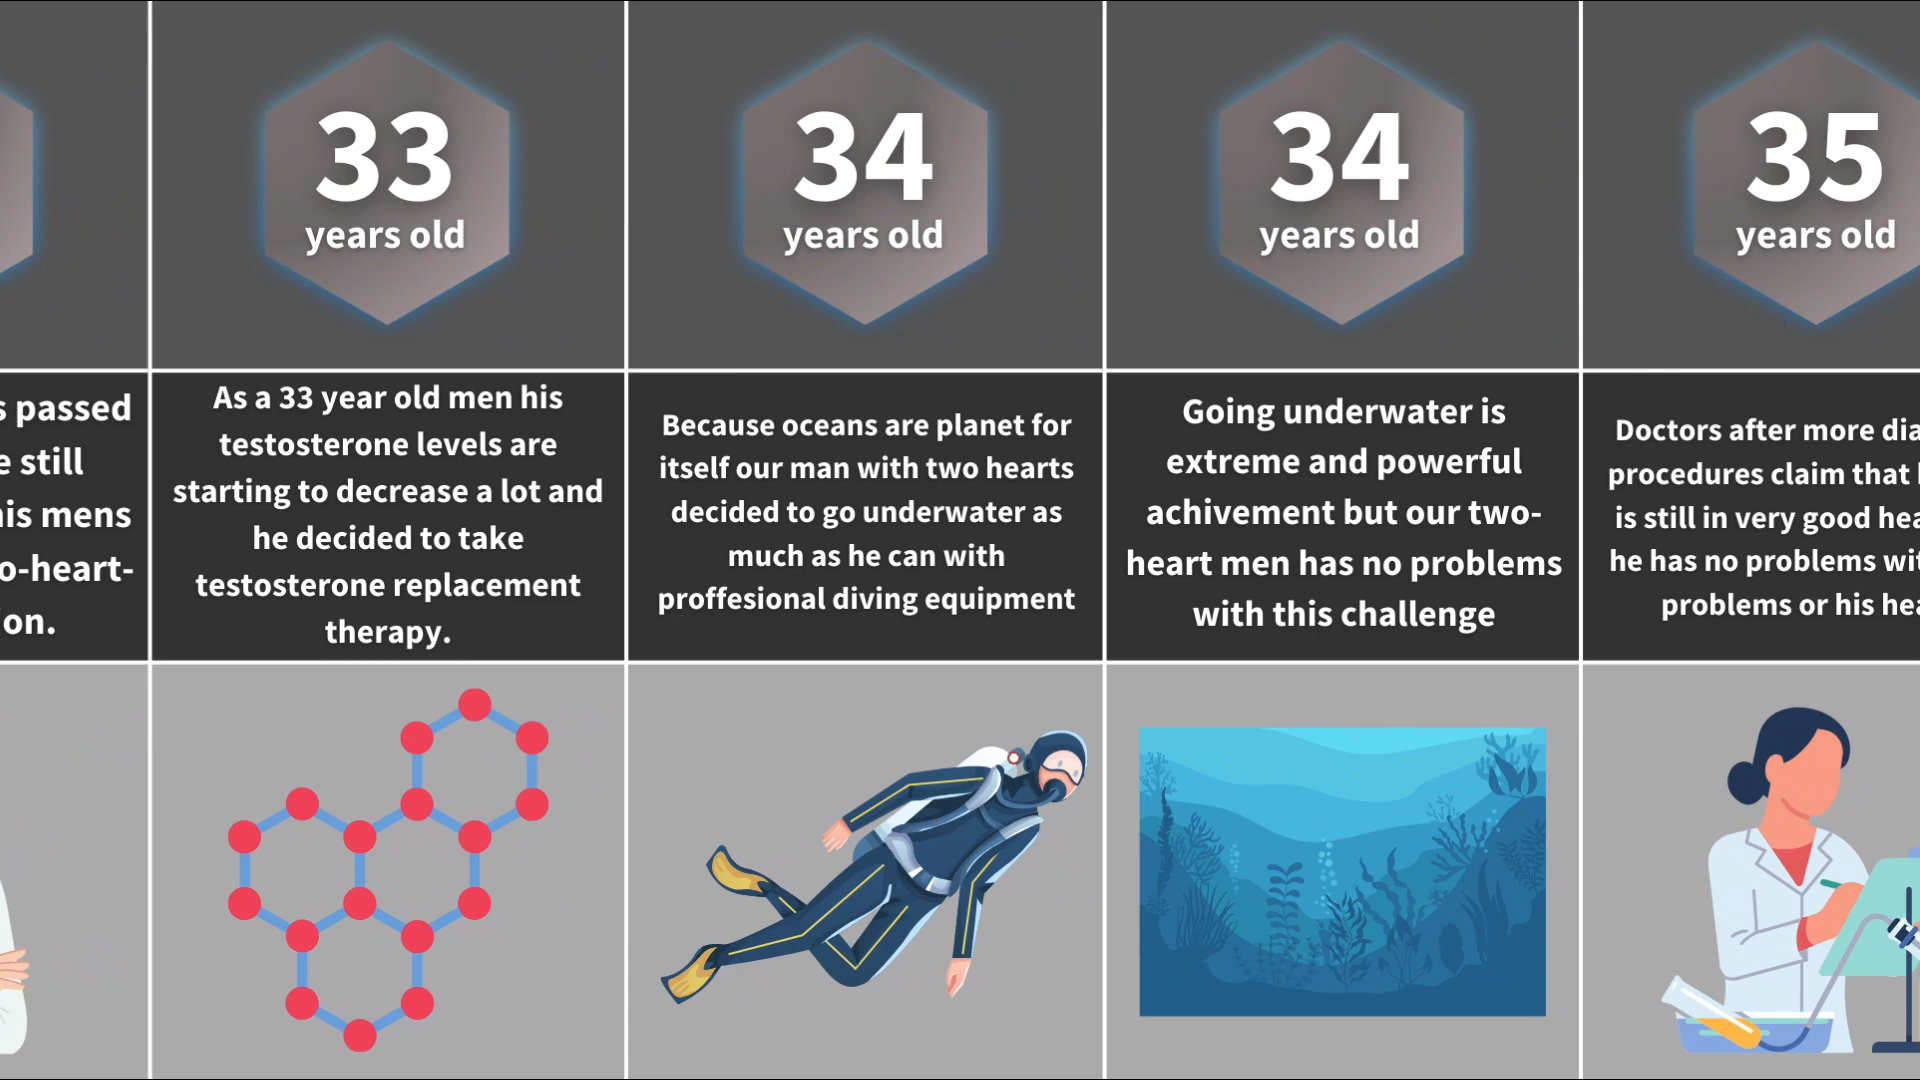 s passed
still
mens
on.
33
years old
As a 33 year old men his
testosterone levels are
starting to decrease a lot and
he decided to take
testosterone replacement
therapy.
34
years old
Because oceans are planet for
itself our man with two hearts
decided to go underwater as
much as he can with
proffesional diving equipment
34
years old
Going underwater is
extreme and powerful
achivement but our two-
heart men has no problems
with this challenge
35
years old
Doctors after more dia
procedures claim that
is still in very good hea
he has no problems wit
problems or his hea